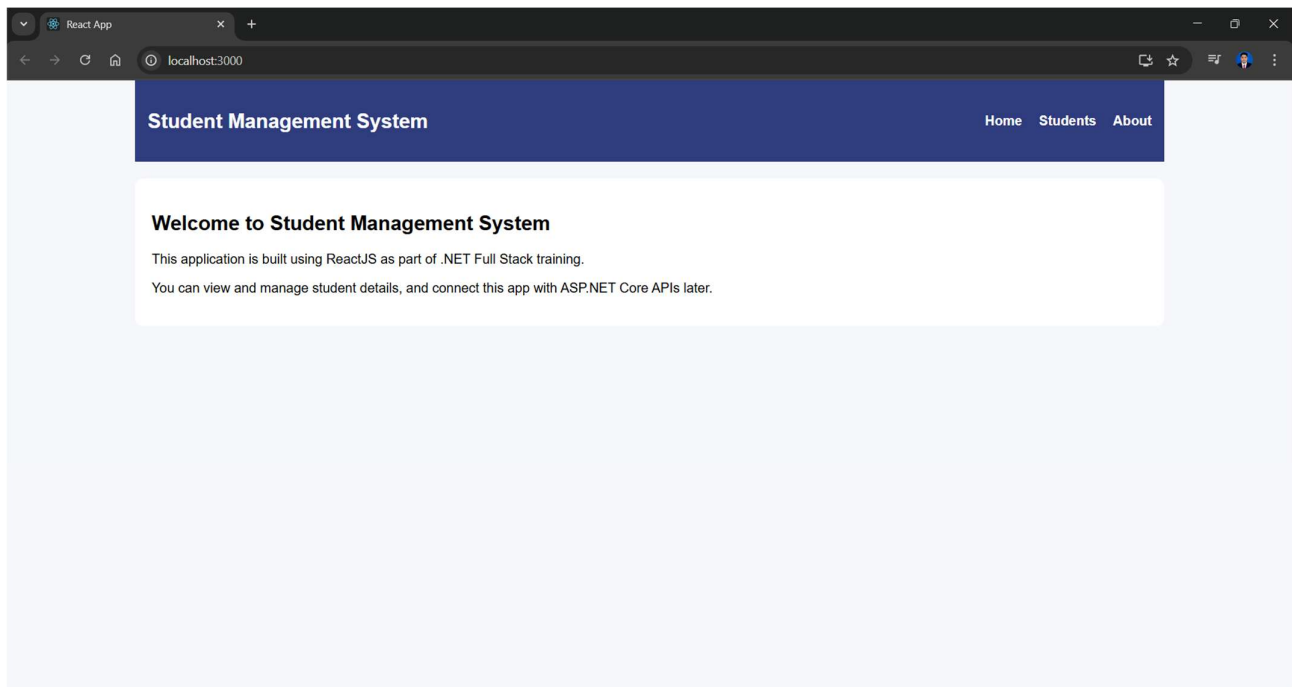 React App
localhost:3000
Student Management System
Home Students About
Welcome to Student Management System
This application is built using ReactJS as part of .NET Full Stack training.
You can view and manage student details, and connect this app with ASP.NET Core APIs later.